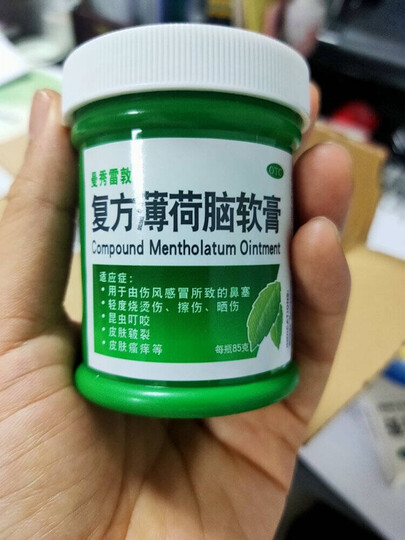 曼秀雷敦
OTC
复方薄荷脑软膏
Compound Mentholatum Ointment
适应症：
·用于由伤风感冒所致的鼻塞
·轻度烧烫伤、擦伤、晒伤
·昆虫叮咬
·皮肤皲裂
·皮肤瘙痒等
每瓶85克